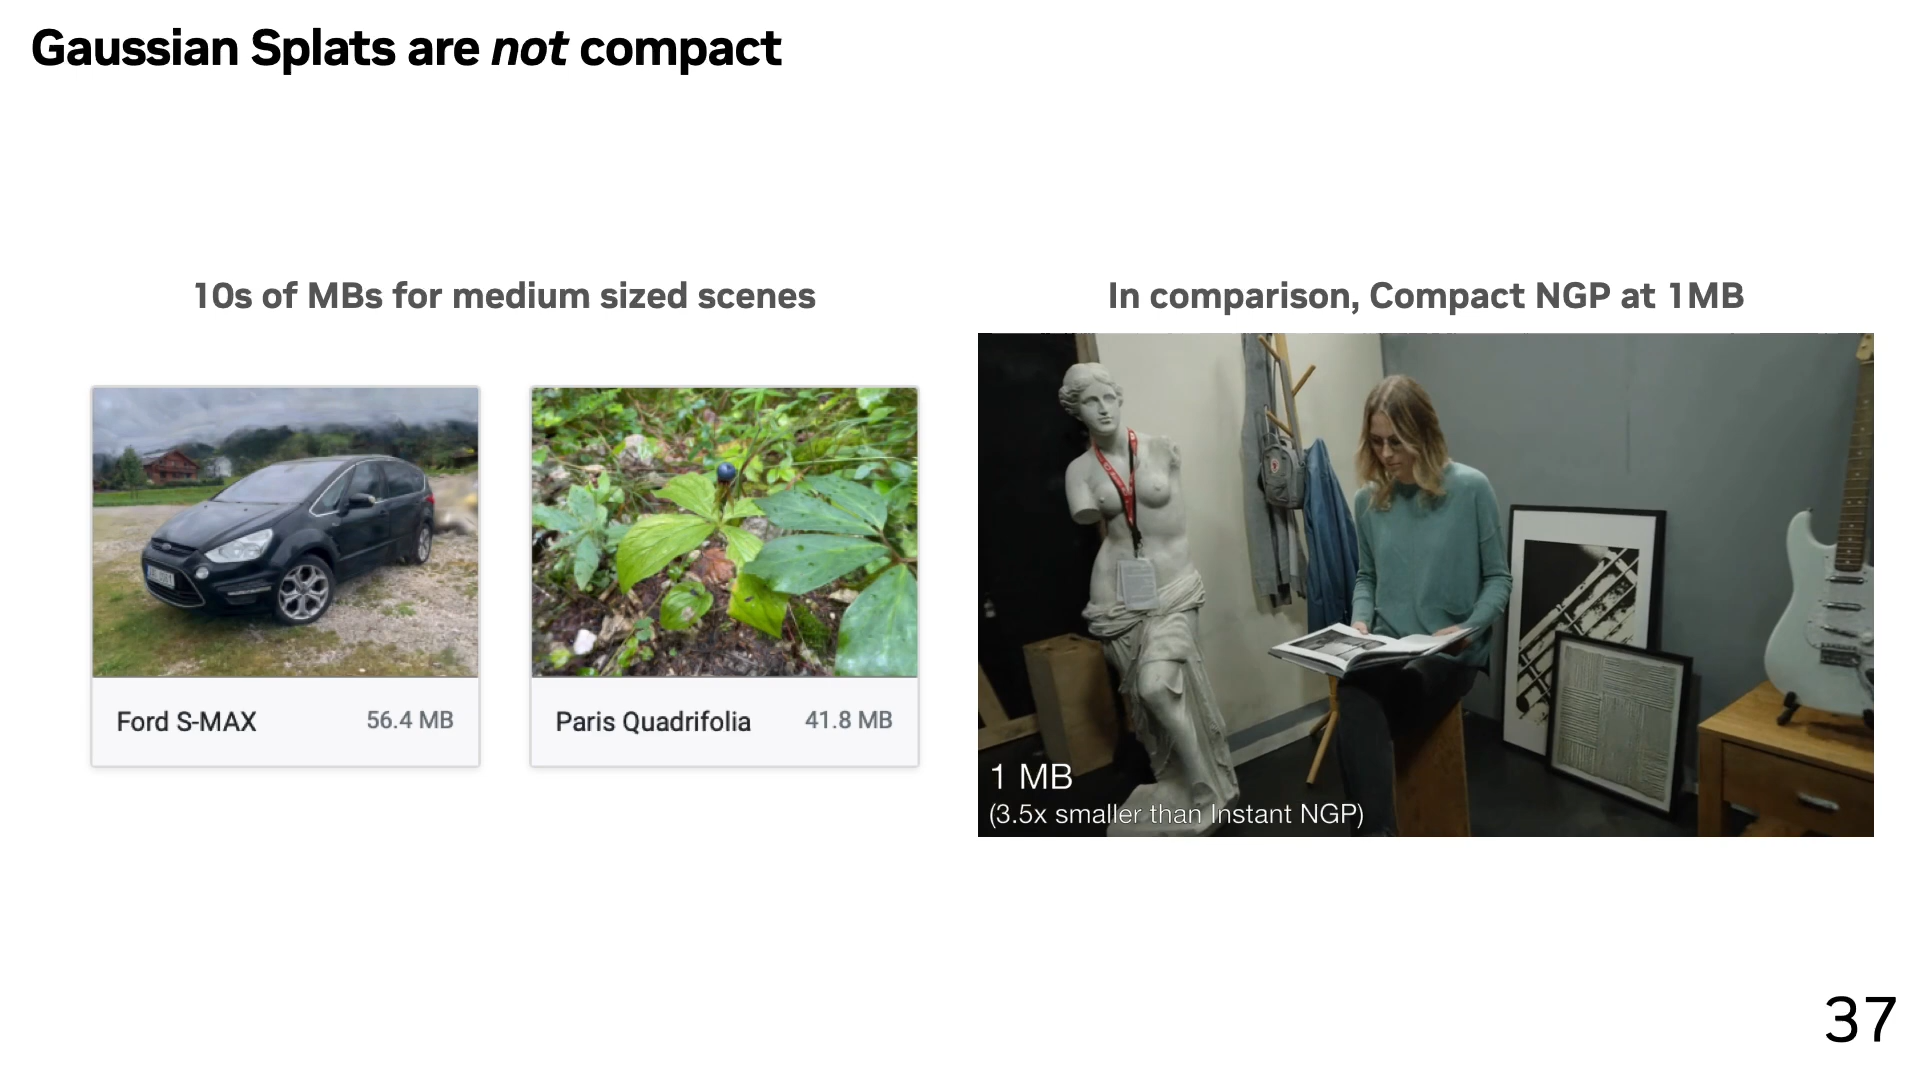 Gaussian Splats are not compact
10s of MBs for medium sized scenes
In comparison, Compact NGP at 1MB
Ford S-MAX 56.4 MB
Paris Quadrifolia 41.8 MB
1 MB
(3.5x smaller than Instant NGP)
37